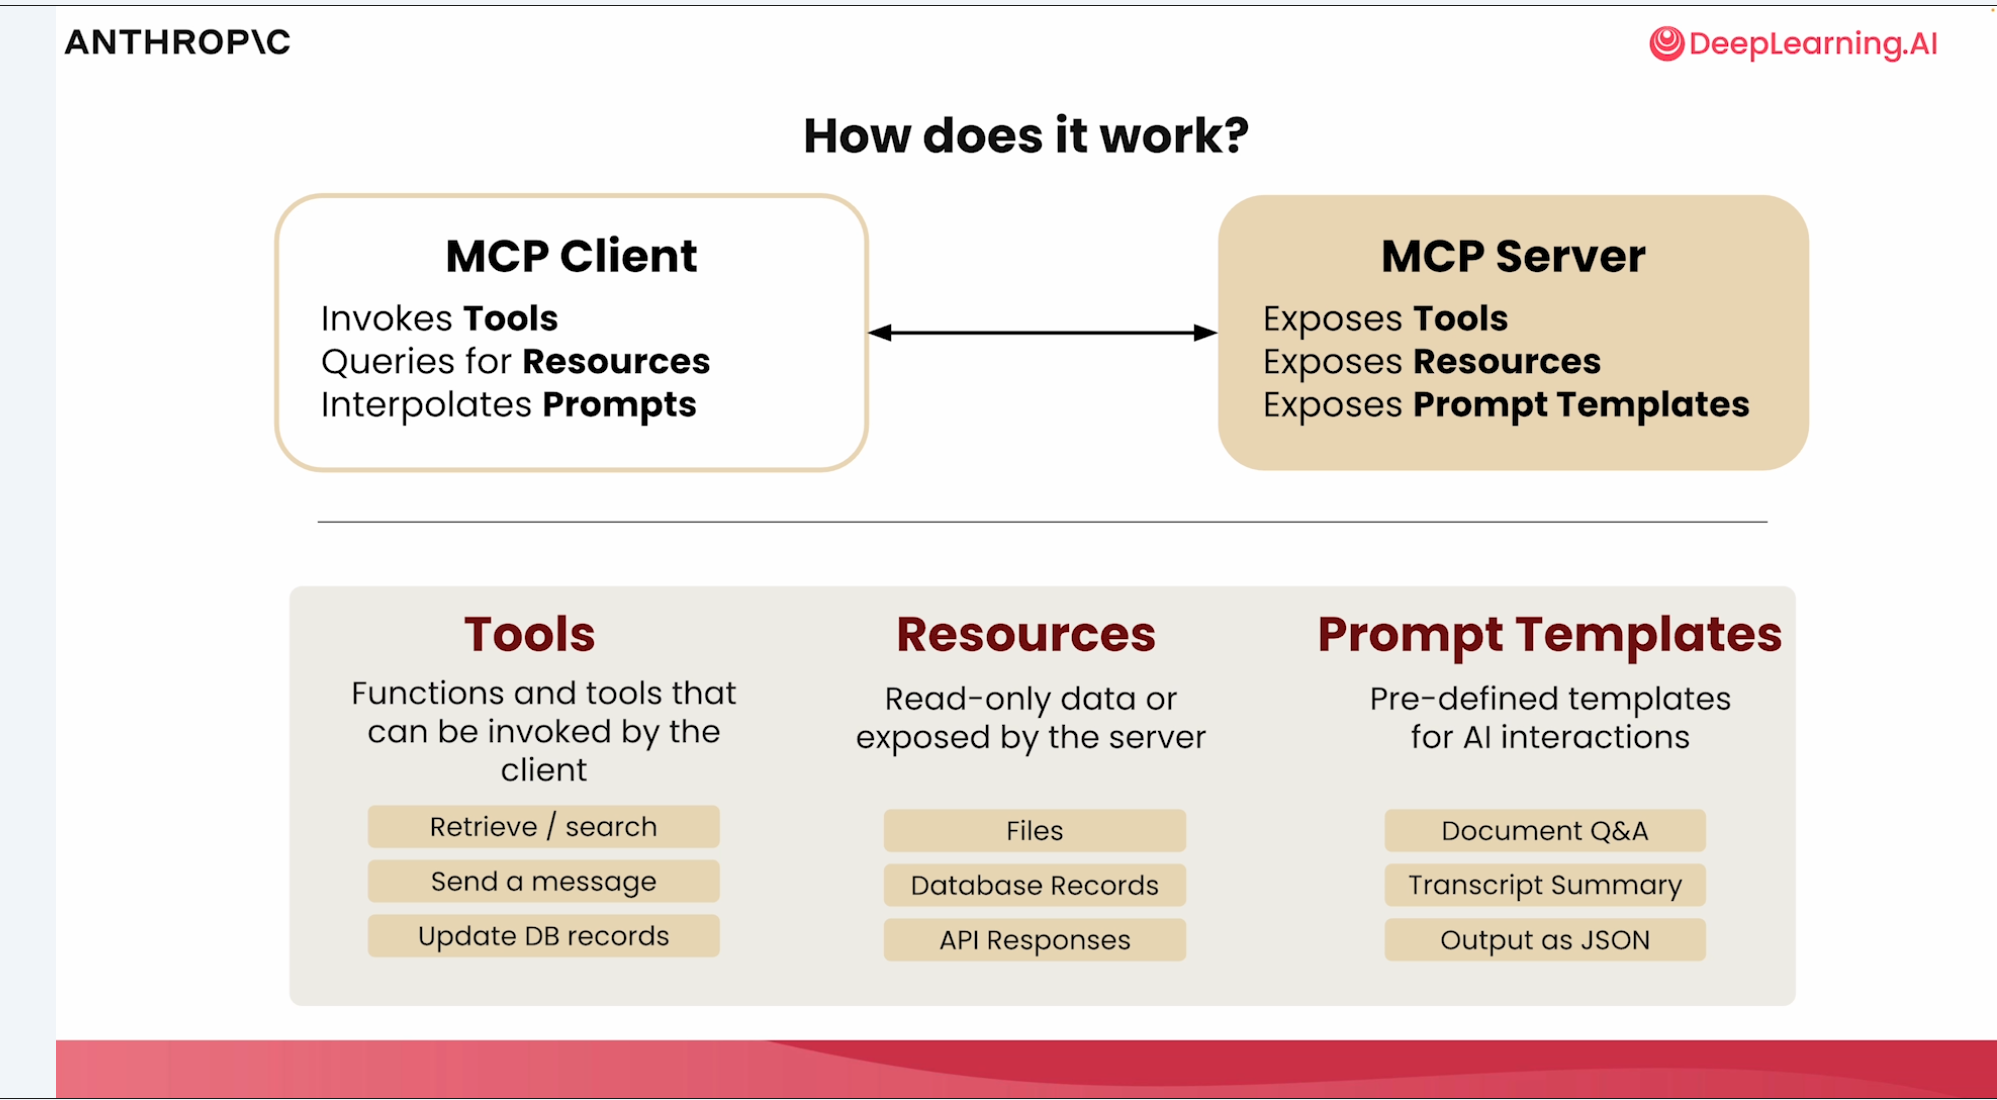 ANTHROP\C
DeepLearning.AI
How does it work?
MCP Client
Invokes Tools
Queries for Resources
Interpolates Prompts
MCP Server
Exposes Tools
Exposes Resources
Exposes Prompt Templates
Tools
Functions and tools that
can be invoked by the
client
Retrieve / search
Send a message
Update DB records
Resources
Read-only data or
exposed by the server
Files
Database Records
API Responses
Prompt Templates
Pre-defined templates
for AI interactions
Document Q&A
Transcript Summary
Output as JSON